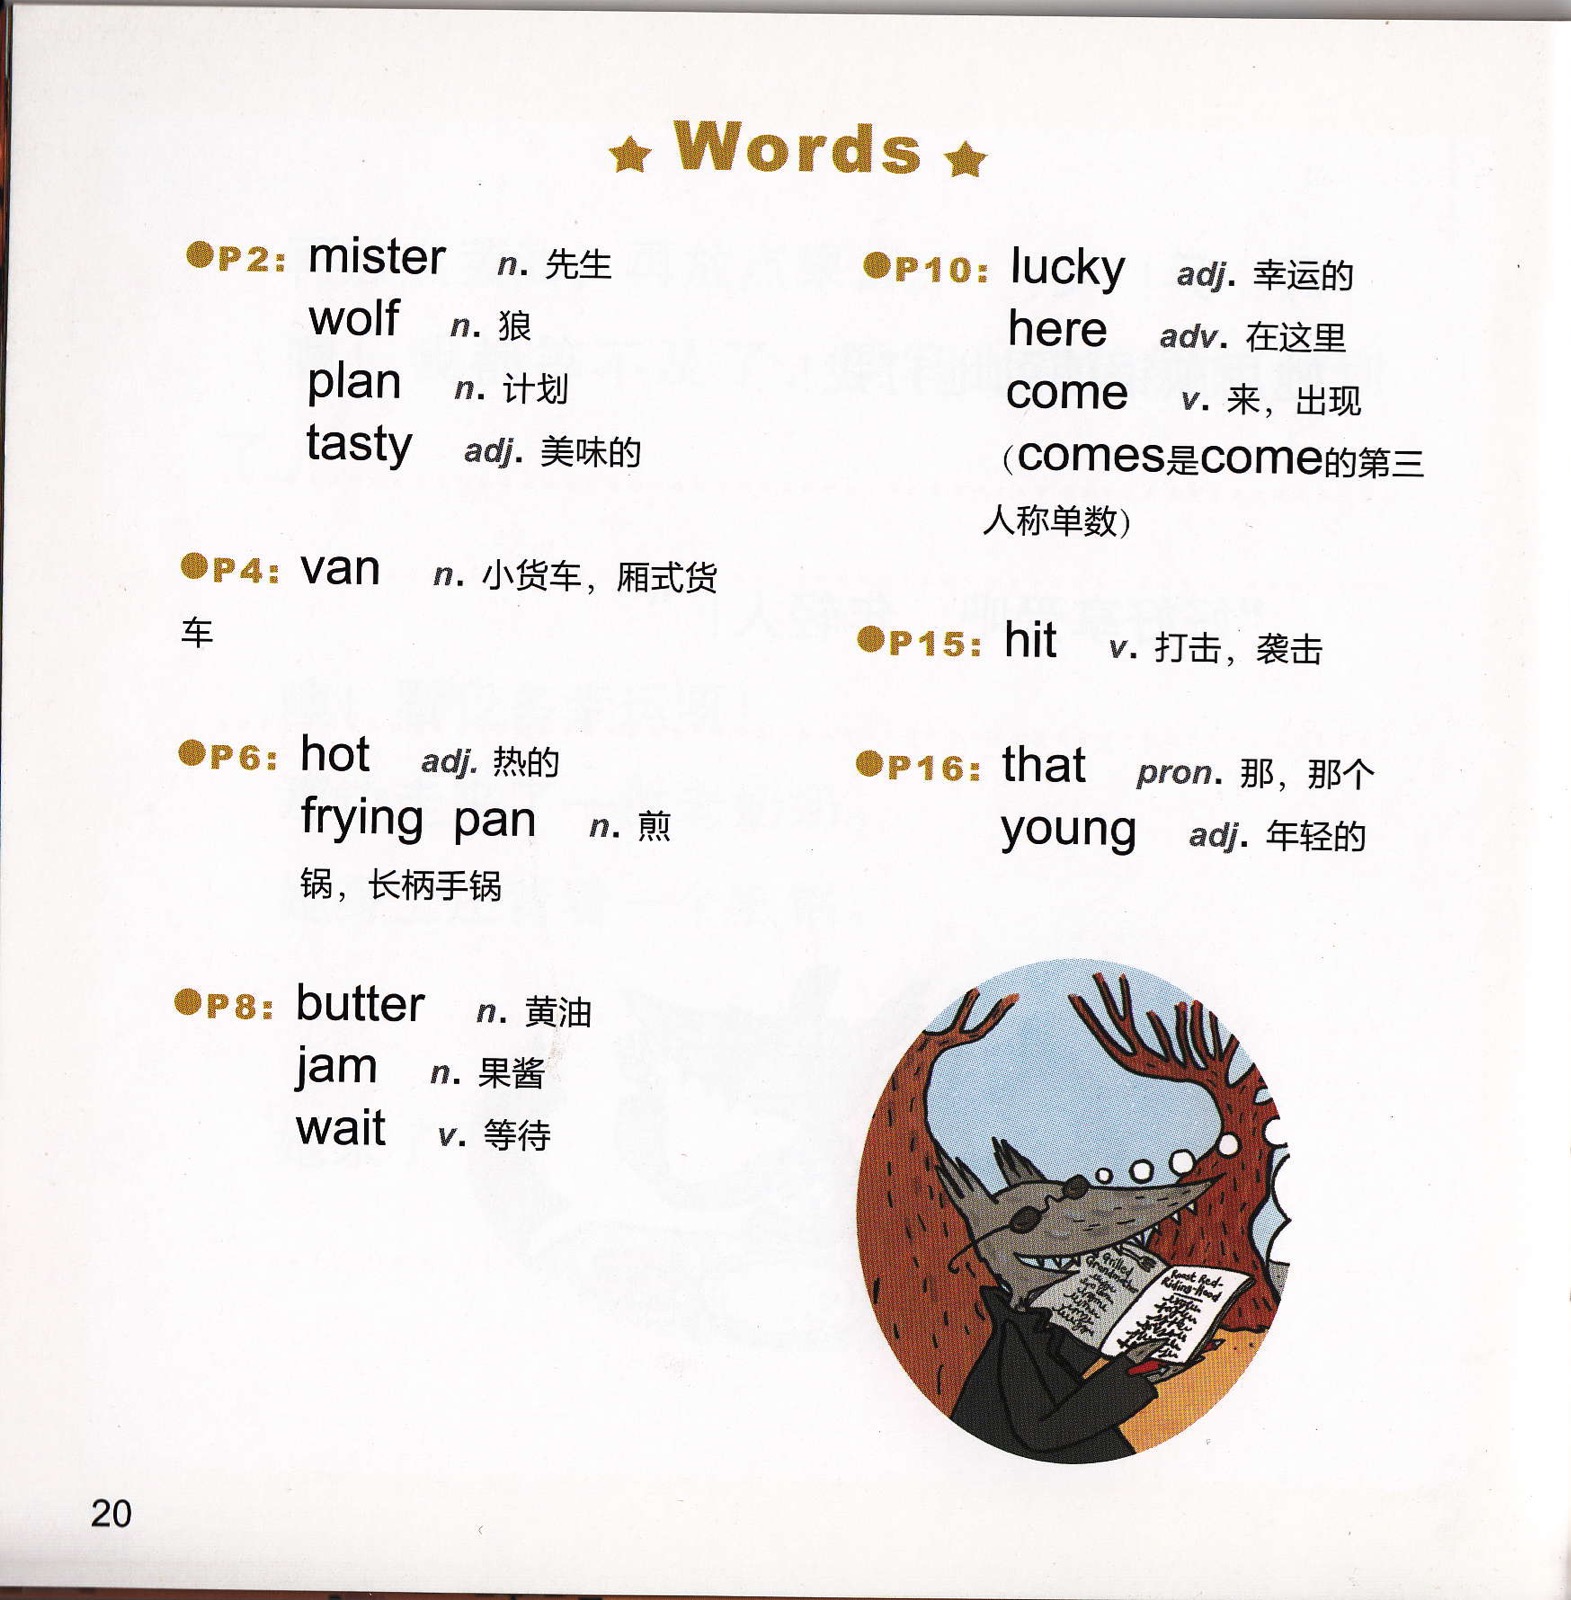 Words
P2: mister n. 先生
wolf n. 狼
plan n. 计划
tasty adj. 美味的
P4: van n. 小货车，厢式货
车
P6: hot adj. 热的
frying pan n. 煎
锅，长柄手锅
P8: butter n. 黄油
jam n. 果酱
wait v. 等待
P10: lucky adj. 幸运的
here adv. 在这里
come v. 来，出现
（comes是come的第三
人称单数）
P15: hit v. 打击，袭击
P16: that pron. 那，那个
young adj. 年轻的
Grilled
Grandmother
Roast Red-
Riding-Hood
20